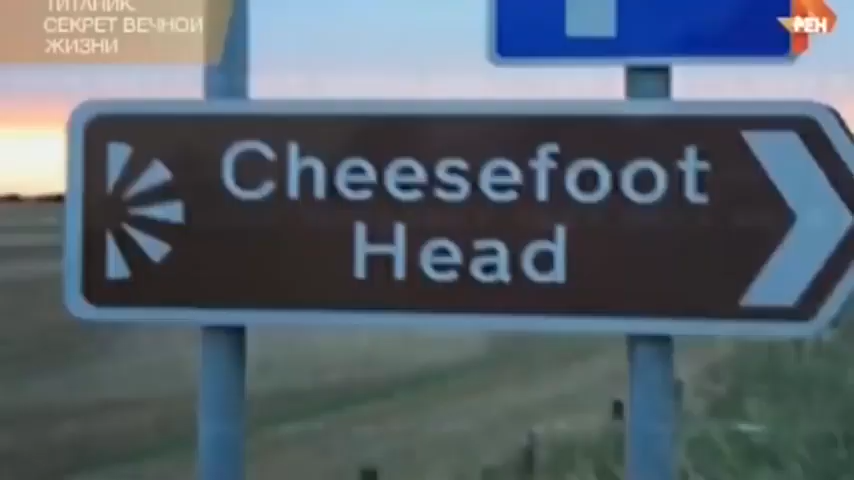 ТИТАНИК.
СЕКРЕТ ВЕЧНОЙ
ЖИЗНИ
РЕН
Cheesefoot
Head